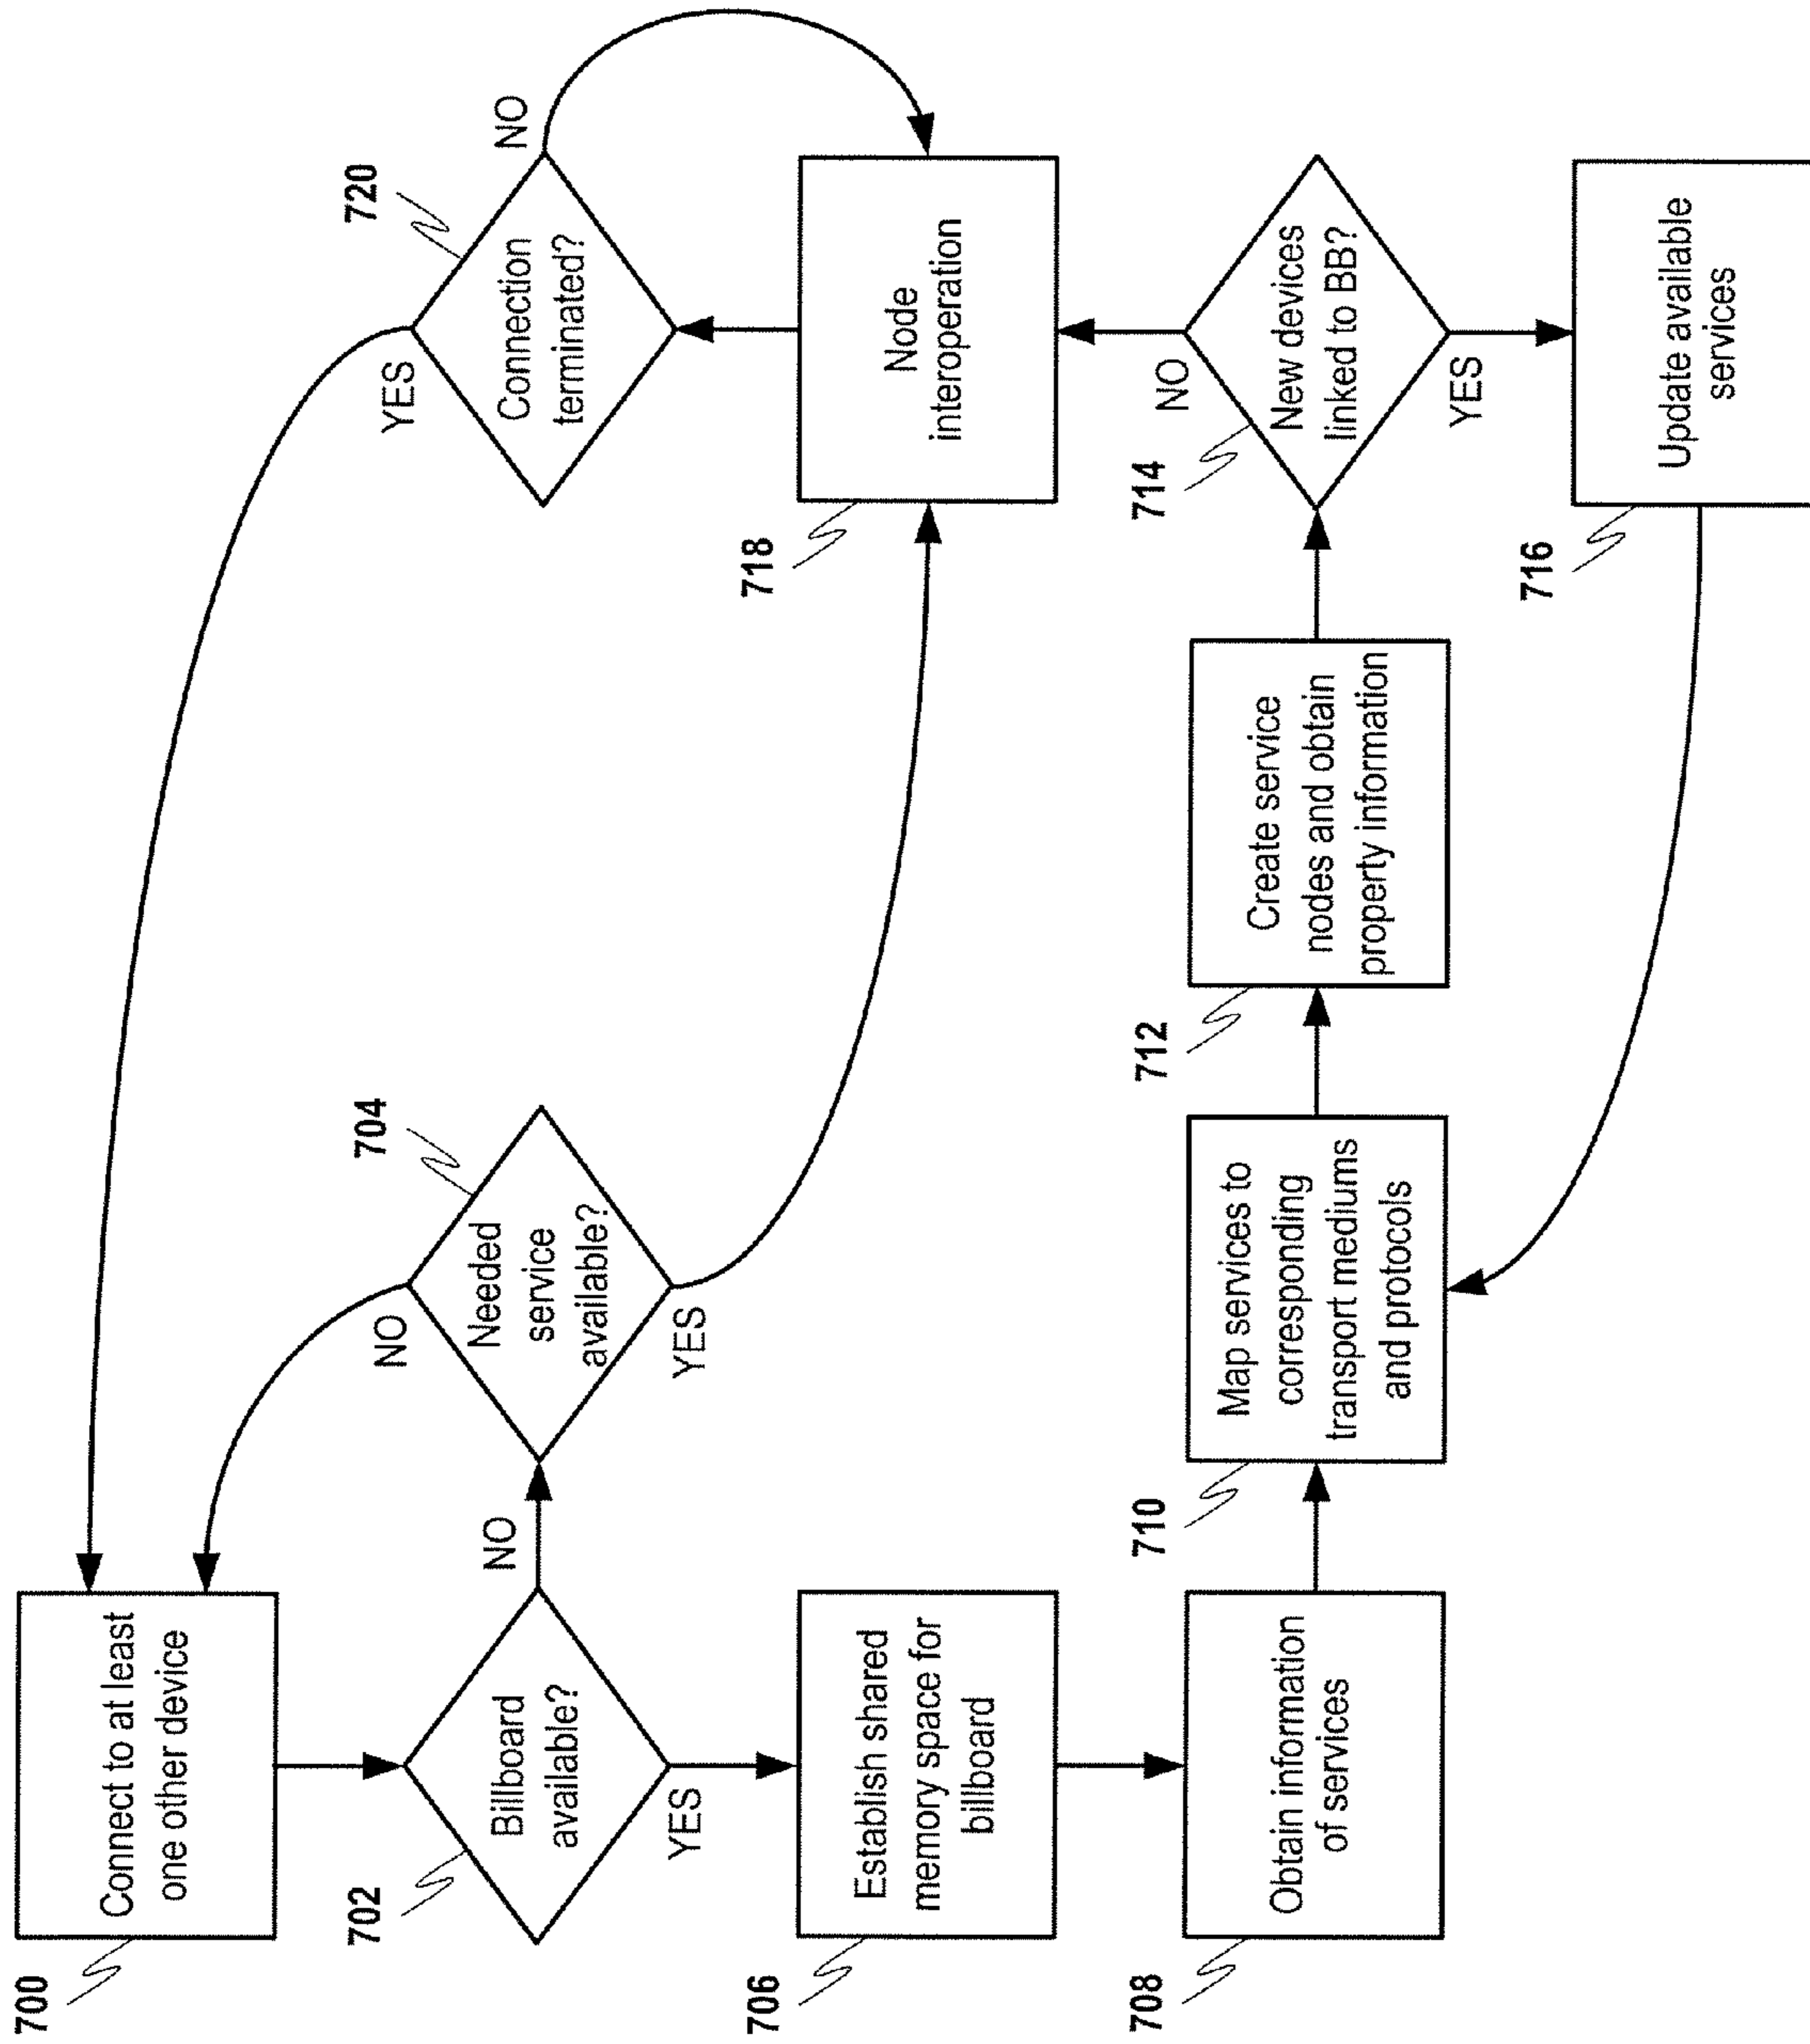 700
Connect to at least
one other device
702
Billboard
available?
NO
YES
704
Needed
service
available?
NO
YES
706
Establish shared
memory space for
billboard
708
Obtain information
of services
710
Map services to
corresponding
transport mediums
and protocols
712
Create service
nodes and obtain
property information
714
New devices
linked to BB?
NO
YES
716
Update available
services
718
Node
interoperation
720
Connection
terminated?
YES
NO